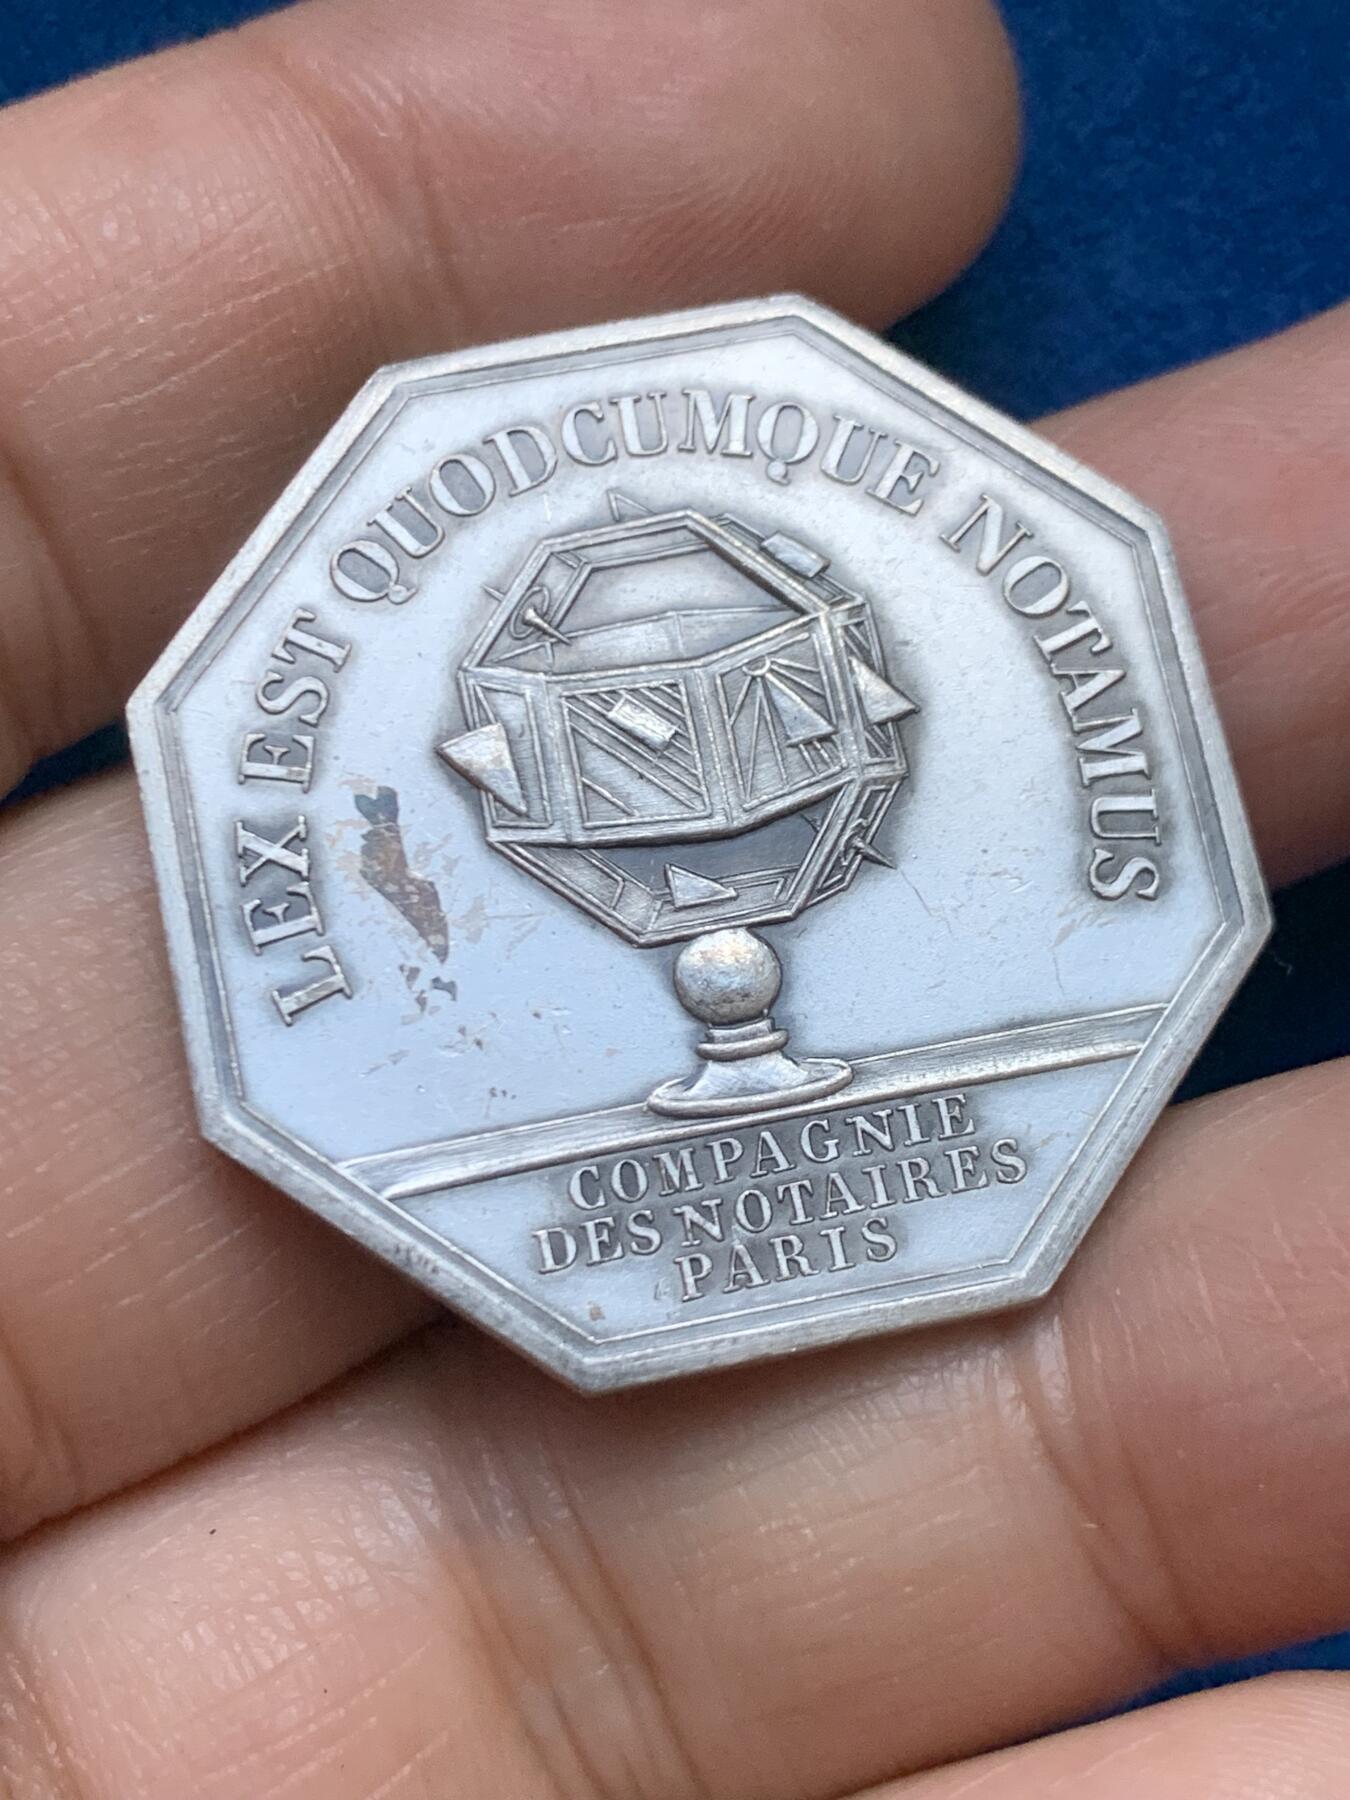 LEX EST QUODCUMQUE NOTAMUS
COMPAGNIE
DES NOTAIRES
PARIS